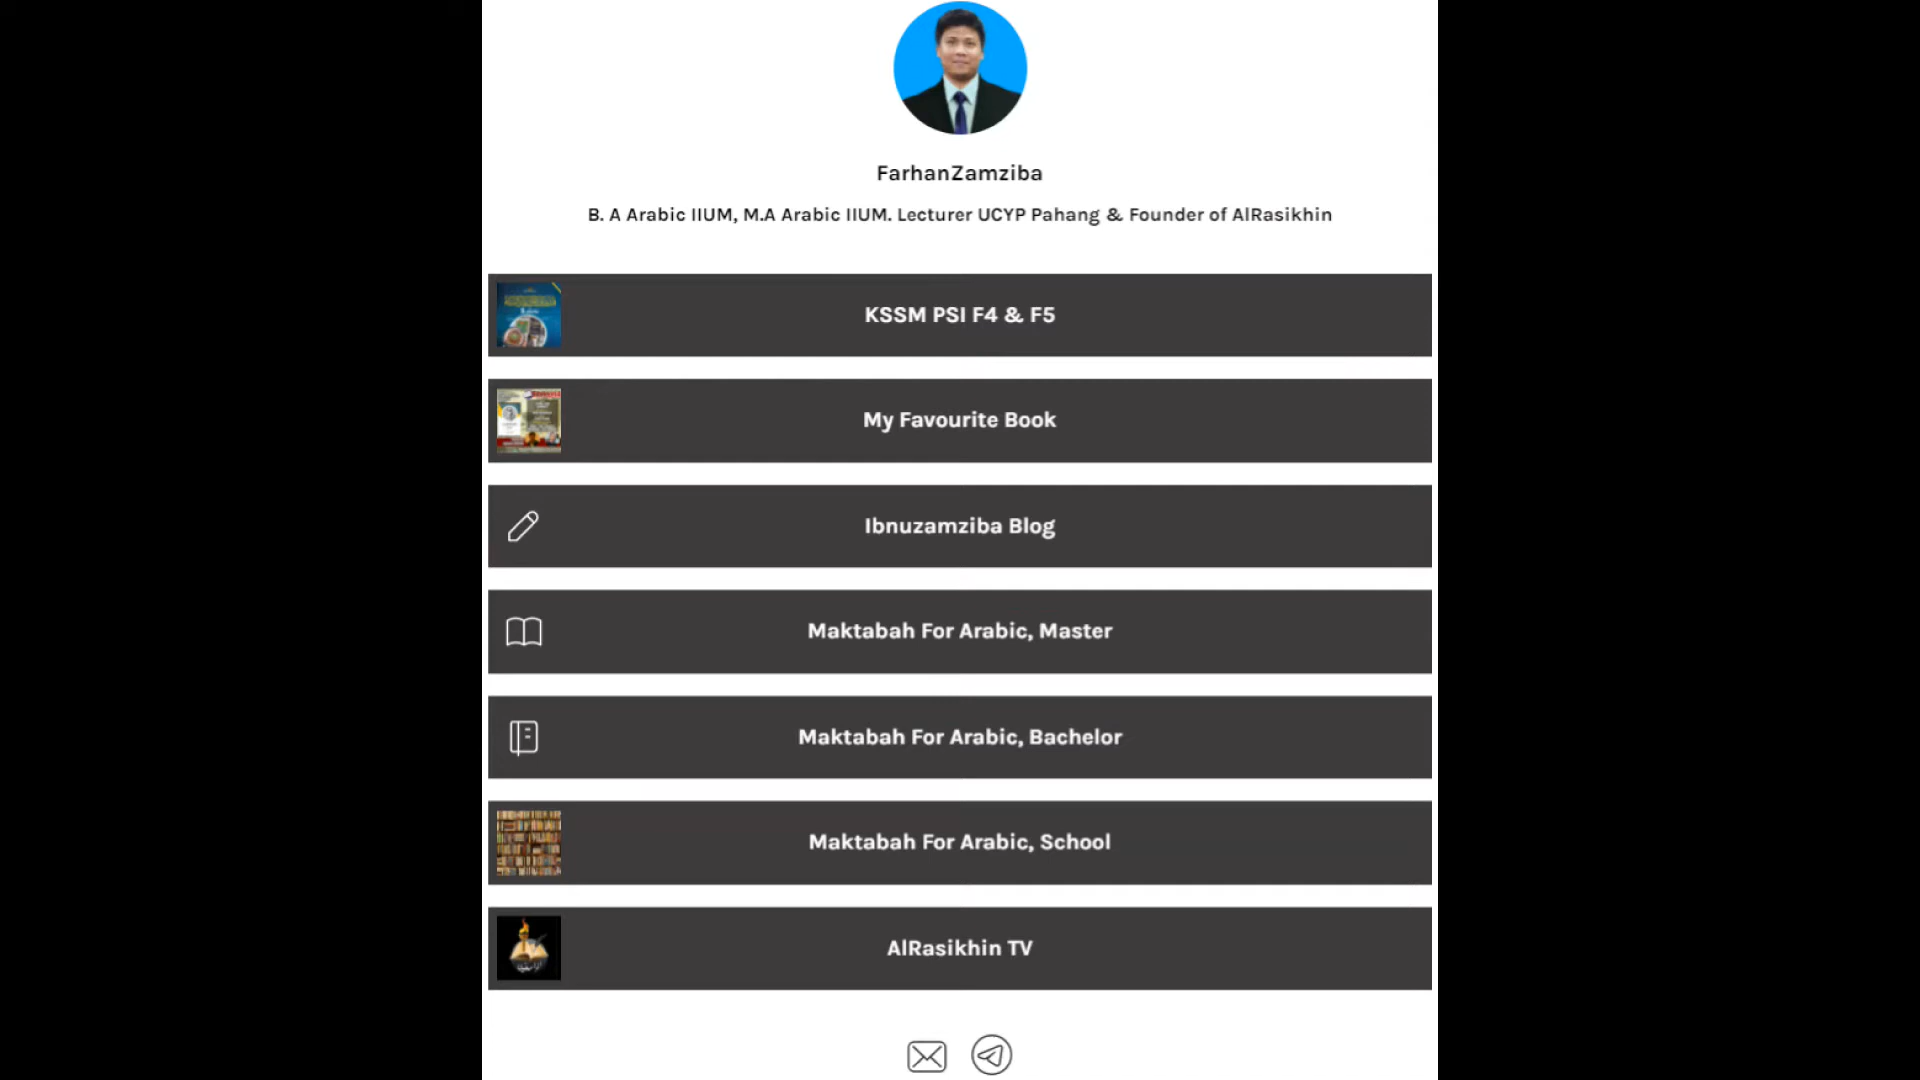 FarhanZamziba
B. A Arabic IIUM, M.A Arabic IIUM. Lecturer UCYP Pahang & Founder of AlRasikhin
KSSM PSI F4 & F5
My Favourite Book
Ibnuzamziba Blog
Maktabah For Arabic, Master
Maktabah For Arabic, Bachelor
Maktabah For Arabic, School
AlRasikhin TV